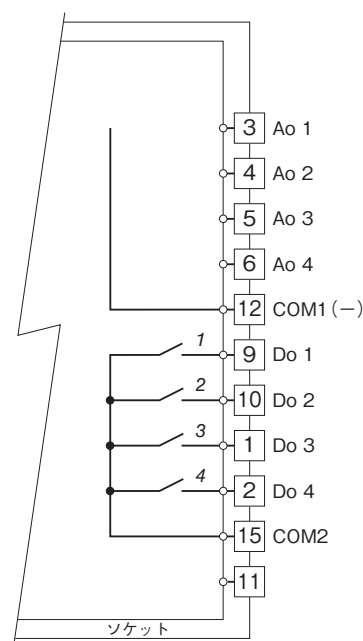 3 Ao 1
4 Ao 2
5 Ao 3
6 Ao 4
12 COM1(−)
1 9 Do 1
2 10 Do 2
3 1 Do 3
4 2 Do 4
15 COM2
11
ソケット